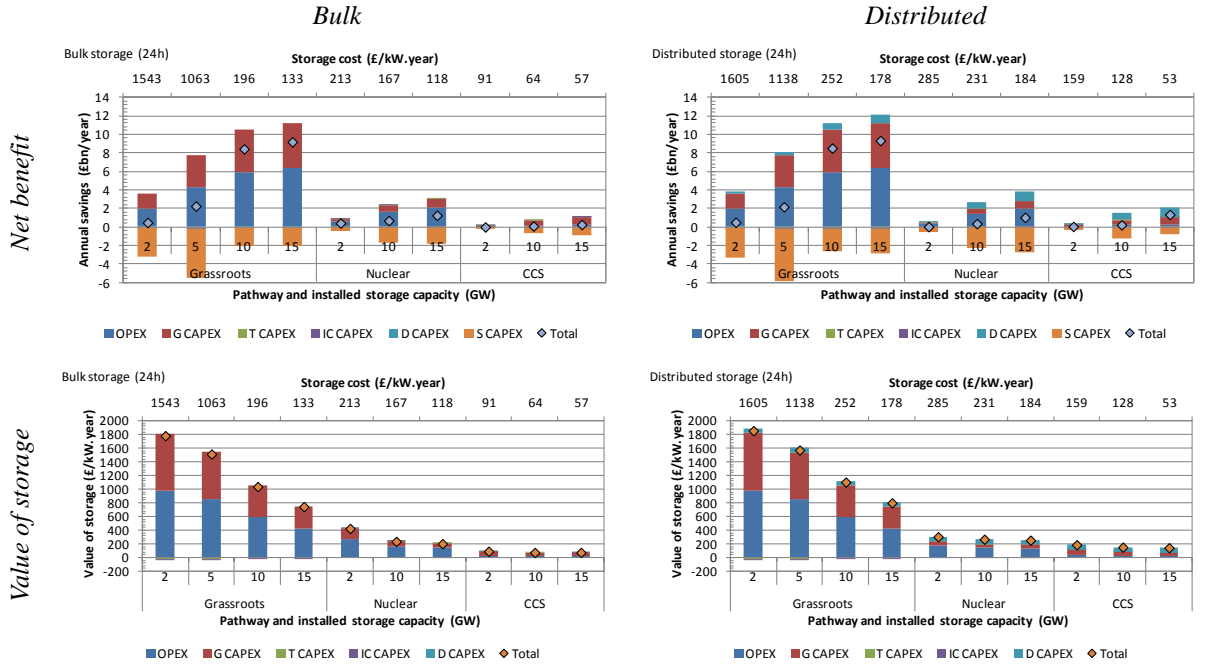 Bulk
Distributed
Net benefit
Bulk storage (24h)
Storage cost (£/kW.year)
1543 1063 196 133 213 167 118 91 64 57
Annual savings (£bn/year)
14
12
10
8
6
4
2
0
-2
-4
-6
2 5 10 15 2 10 15 2 10 15
Grassroots Nuclear CCS
Pathway and installed storage capacity (GW)
OPEX G CAPEX T CAPEX IC CAPEX D CAPEX S CAPEX Total
Distributed storage (24h)
Storage cost (£/kW.year)
1605 1138 252 178 285 231 184 159 128 53
Annual savings (£bn/year)
14
12
10
8
6
4
2
0
-2
-4
-6
2 5 10 15 2 10 15 2 10 15
Grassroots Nuclear CCS
Pathway and installed storage capacity (GW)
OPEX G CAPEX T CAPEX IC CAPEX D CAPEX S CAPEX Total
Value of storage
Bulk storage (24h)
Storage cost (£/kW.year)
1543 1063 196 133 213 167 118 91 64 57
Value of storage (£/kW.year)
2000
1800
1600
1400
1200
1000
800
600
400
200
0
-200
2 5 10 15 2 10 15 2 10 15
Grassroots Nuclear CCS
Pathway and installed storage capacity (GW)
OPEX G CAPEX T CAPEX IC CAPEX D CAPEX Total
Distributed storage (24h)
Storage cost (£/kW.year)
1605 1138 252 178 285 231 184 159 128 53
Value of storage (£/kW.year)
2000
1800
1600
1400
1200
1000
800
600
400
200
0
-200
2 5 10 15 2 10 15 2 10 15
Grassroots Nuclear CCS
Pathway and installed storage capacity (GW)
OPEX G CAPEX T CAPEX IC CAPEX D CAPEX Total